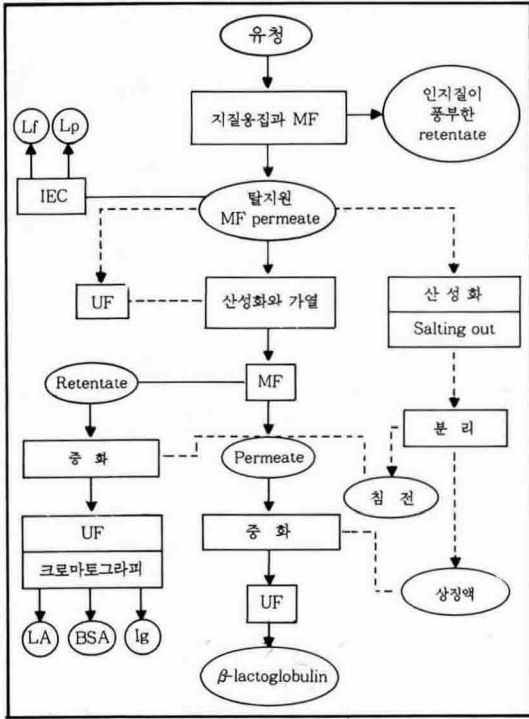 유청
지질응집과 MF
인지질이
풍부한
retentate
Lf
Lp
IEC
탈지원
MF permeate
UF
산성화와 가열
산 성 화
Salting out
Retentate
MF
분 리
중 화
Permeate
침 전
UF
크로마토그라피
중 화
상징액
UF
LA
BSA
Ig
β-lactoglobulin